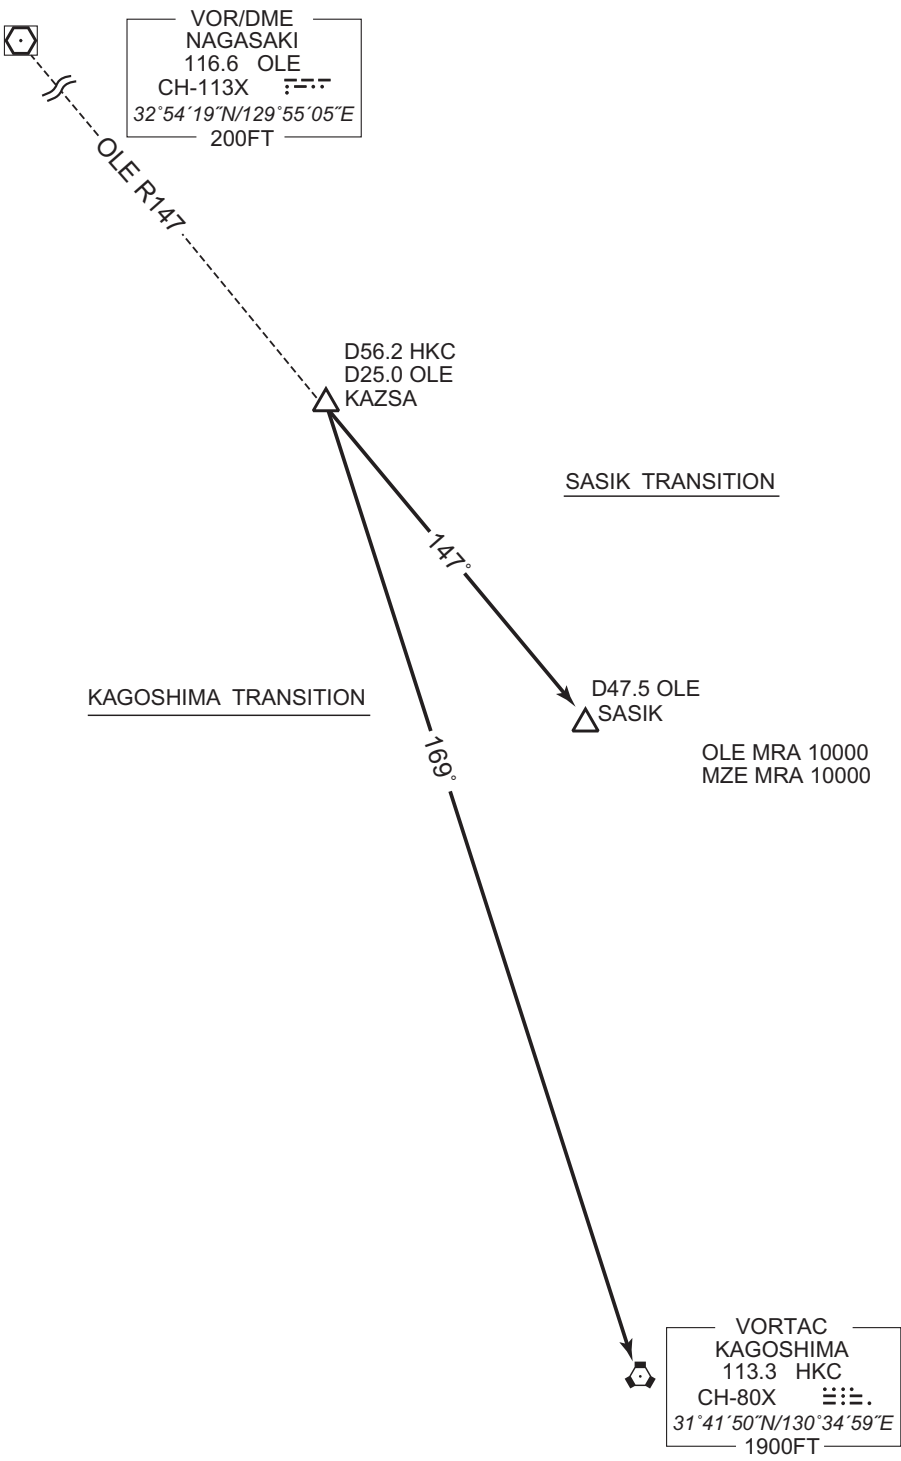 VOR/DME
NAGASAKI
116.6 OLE
CH-113X
32°54´19˝N/129°55´05˝E
200FT
OLE R147
D56.2 HKC
D25.0 OLE
KAZSA
SASIK TRANSITION
147°
KAGOSHIMA TRANSITION
D47.5 OLE
SASIK
169°
OLE MRA 10000
MZE MRA 10000
VORTAC
KAGOSHIMA
113.3 HKC
CH-80X
31°41´50˝N/130°34´59˝E
1900FT